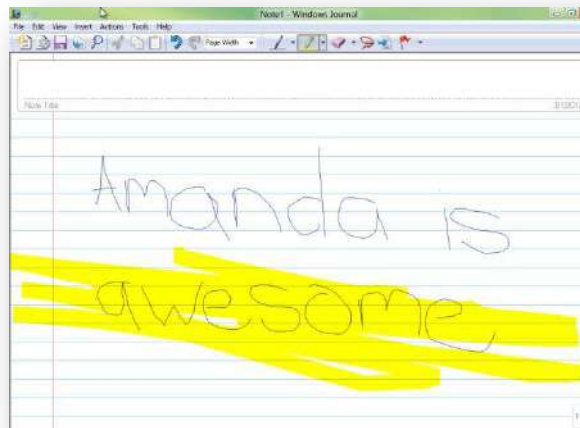 Note1 - Windows Journal
File Edit View Insert Actions Tools Help
Page Width
Note Title
Amanda is
awesome